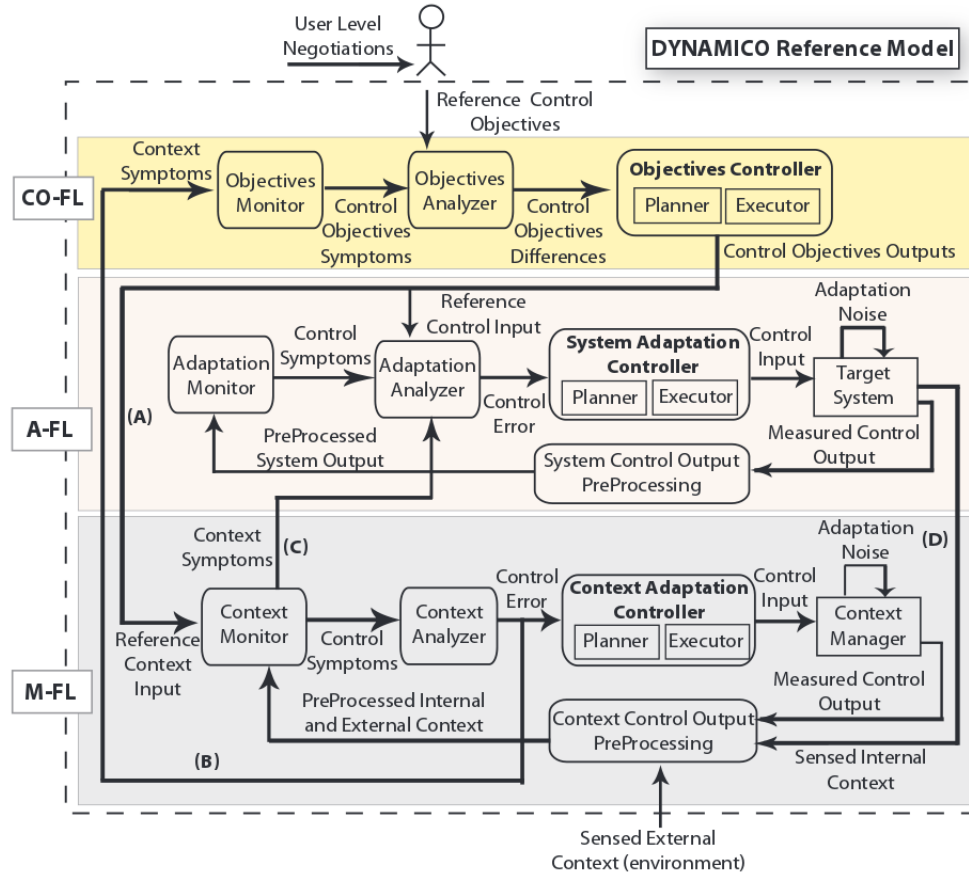 User Level
Negotiations
DYNAMICO Reference Model
Reference Control
Objectives
CO-FL
Context
Symptoms
Objectives
Monitor
Control
Objectives
Symptoms
Objectives
Analyzer
Control
Objectives
Differences
Objectives Controller
Planner
Executor
Control Objectives Outputs
A-FL
(A)
Adaptation
Monitor
Control
Symptoms
Reference
Control Input
Adaptation
Analyzer
Control
Error
System Adaptation
Controller
Planner
Executor
Control
Input
Adaptation
Noise
Target
System
Measured Control
Output
PreProcessed
System Output
System Control Output
PreProcessing
M-FL
Context
Symptoms
(C)
(D)
Reference
Context
Input
Context
Monitor
Control
Symptoms
Context
Analyzer
Control
Error
Context Adaptation
Controller
Planner
Executor
Control
Input
Adaptation
Noise
Context
Manager
Measured Control
Output
PreProcessed Internal
and External Context
Context Control Output
PreProcessing
(B)
Sensed Internal
Context
Sensed External
Context (environment)